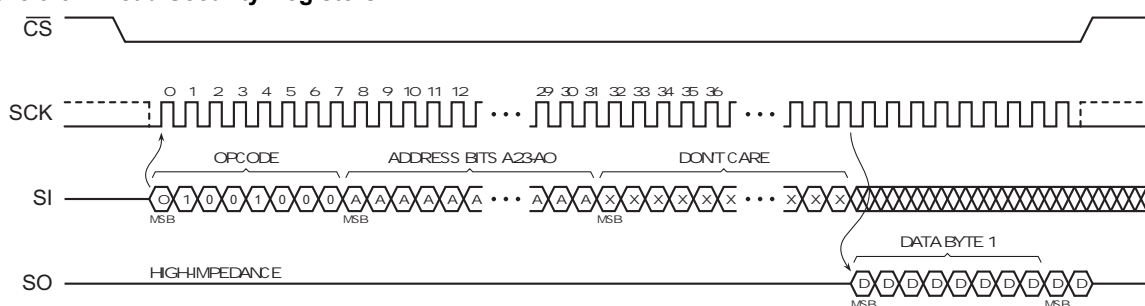 CS
SCK
0 1 2 3 4 5 6 7 8 9 10 11 12 29 30 31 32 33 34 35 36
OPCODE ADDRESS BITS A23-A0 DON'T CARE
SI
0 1 0 0 1 0 0 0 A A A A A A ••• A A A X X X X X X ••• X X X
MSB MSB MSB
DATA BYTE 1
SO
HIGH-IMPEDANCE
D D D D D D D D D D
MSB MSB